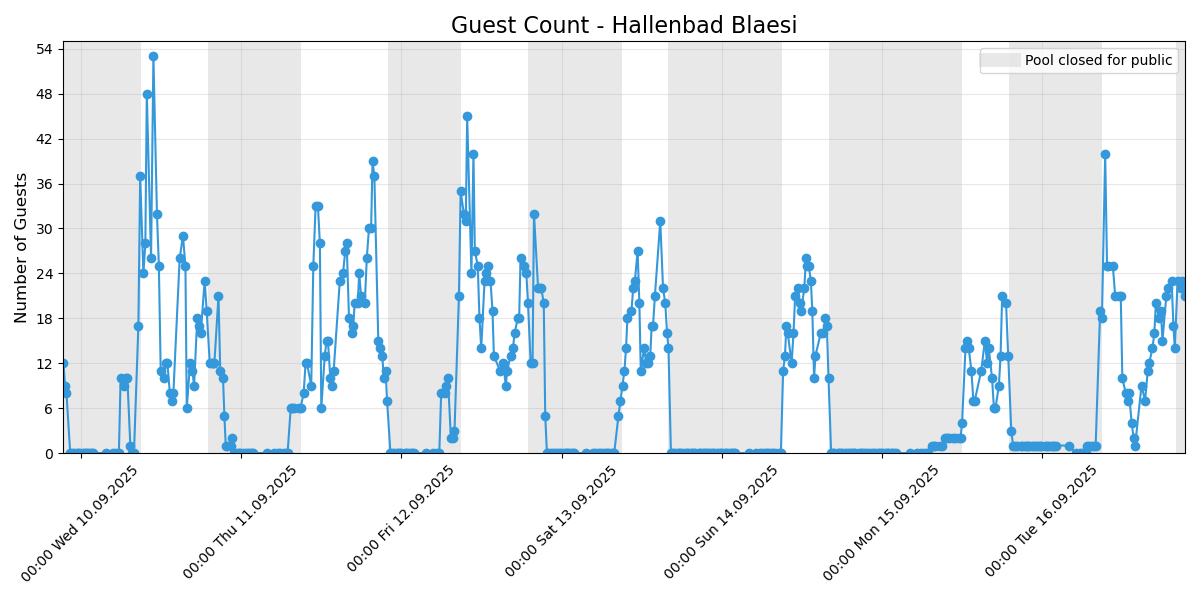 Guest Count - Hallenbad Blaesi
Pool closed for public
Number of Guests
54
48
42
36
30
24
18
12
6
0
00:00 Wed 10.09.2025
00:00 Thu 11.09.2025
00:00 Fri 12.09.2025
00:00 Sat 13.09.2025
00:00 Sun 14.09.2025
00:00 Mon 15.09.2025
00:00 Tue 16.09.2025